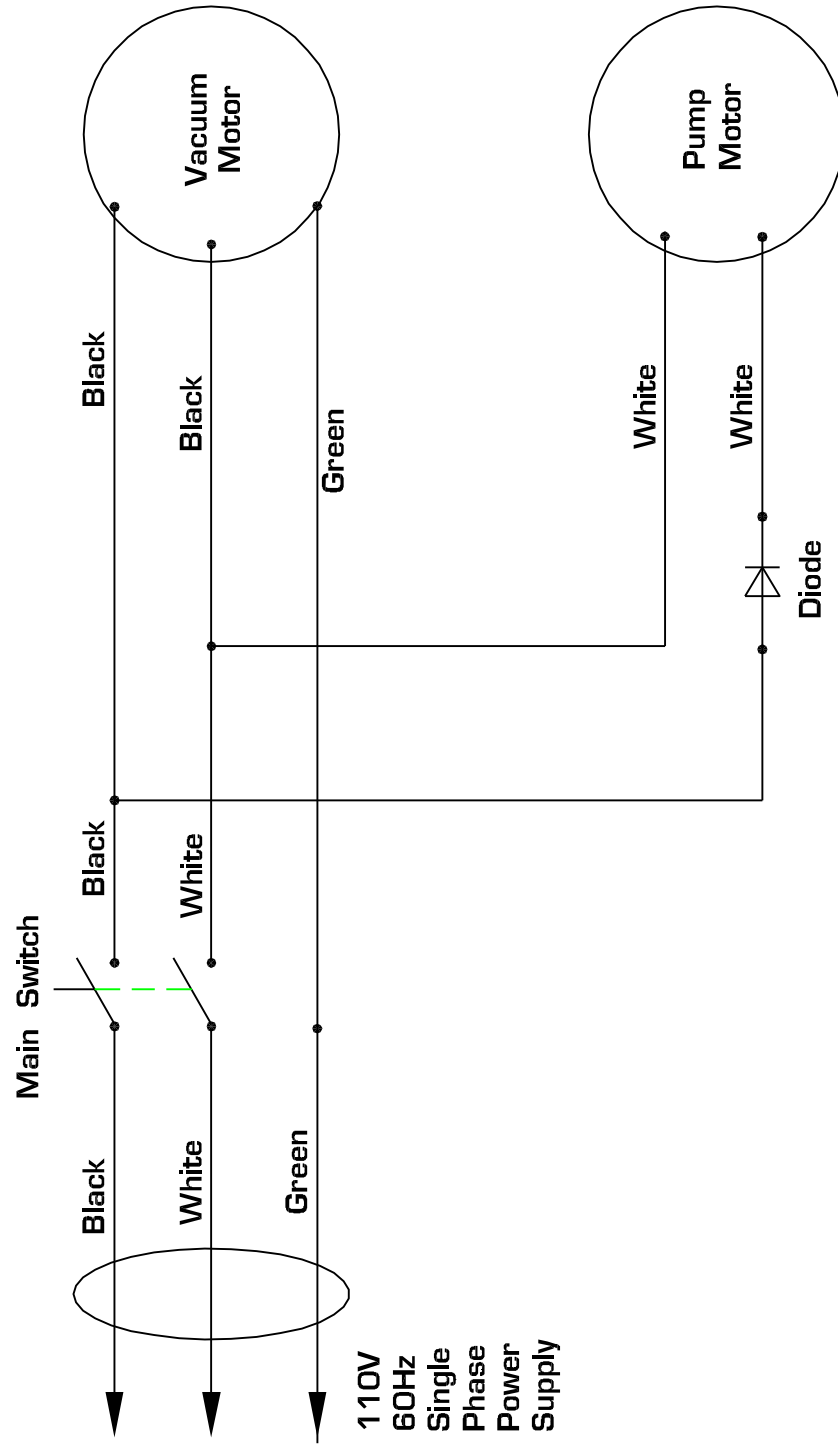 Vacuum
Motor
Pump
Motor
Black
Black
Green
White
White
Diode
Main Switch
Black
White
Black
White
Green
110V
60Hz
Single
Phase
Power
Supply